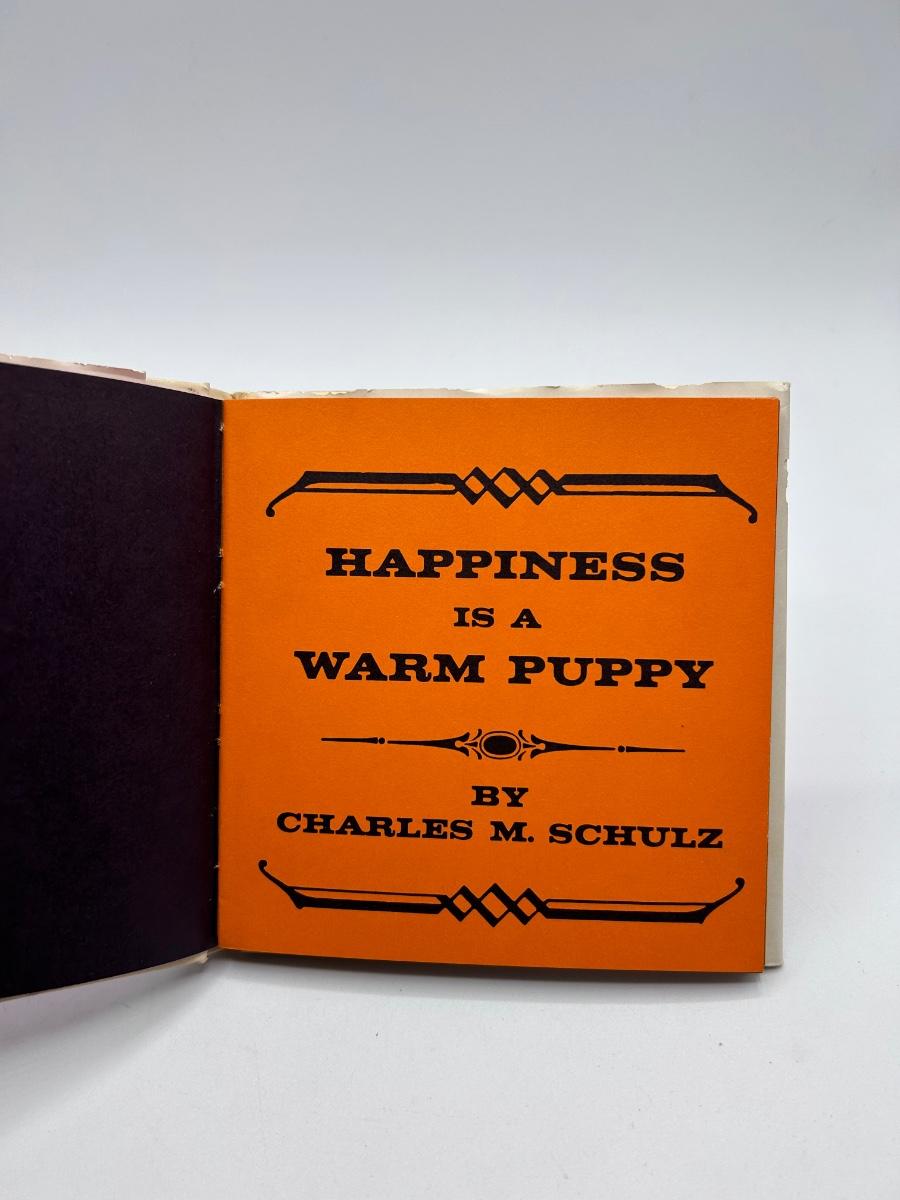 HAPPINESS
IS A
WARM PUPPY
BY
CHARLES M. SCHULZ